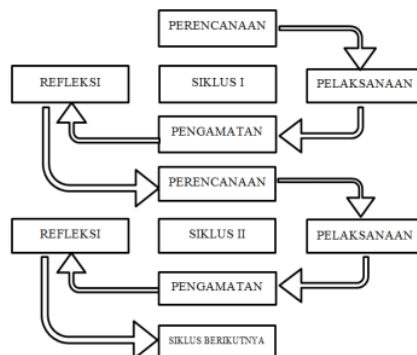 PERENCANAAN
REFLEKSI
SIKLUS I
PELAKSANAAN
PENGAMATAN
PERENCANAAN
REFLEKSI
SIKLUS II
PELAKSANAAN
PENGAMATAN
SIKLUS BERIKUTNYA